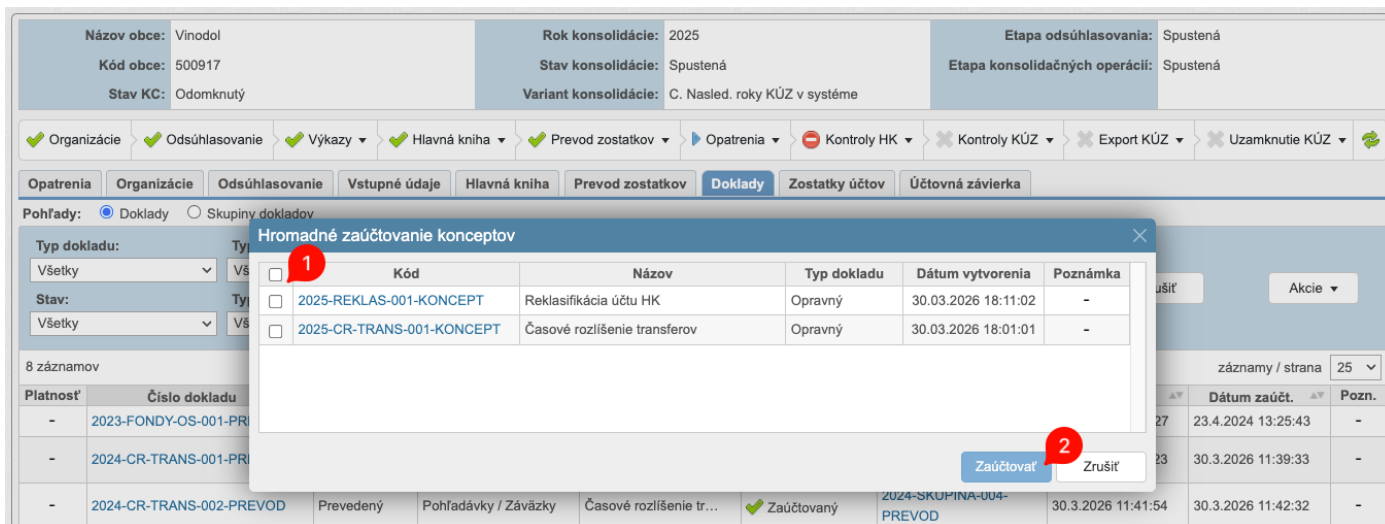 Názov obce: Vinodol Rok konsolidácie: 2025 Etapa odsúhlasovania: Spustená
Kód obce: 500917 Stav konsolidácie: Spustená Etapa konsolidačných operácií: Spustená
Stav KC: Odomknutý Variant konsolidácie: C. Nasled. roky KÚZ v systéme
Organizácie Odsúhlasovanie Výkazy Hlavná kniha Prevod zostatkov Opatrenia Kontroly HK Kontroly KÚZ Export KÚZ Uzamknutie KÚZ
Opatrenia Organizácie Odsúhlasovanie Vstupné údaje Hlavná kniha Prevod zostatkov Doklady Zostatky účtov Účtovná závierka
Pohľady: Doklady Skupiny dokladov
Hromadné zaúčtovanie konceptov
Typ dokladu: Ty
Všetky Vš
1
Kód Názov Typ dokladu Dátum vytvorenia Poznámka
2025-REKLAS-001-KONCEPT Reklasifikácia účtu HK Opravný 30.03.2026 18:11:02 -
2025-CR-TRANS-001-KONCEPT Časové rozlíšenie transferov Opravný 30.03.2026 18:01:01 -
ušiť Akcie
Stav: Ty
Všetky Vš
8 záznamov záznamy / strana 25
Platnosť Číslo dokladu Dátum zaúčt. Pozn.
- 2023-FONDY-OS-001-PR 27 23.4.2024 13:25:43 -
2
Zaúčtovať Zrušiť
- 2024-CR-TRANS-001-PR 23 30.3.2026 11:39:33 -
- 2024-CR-TRANS-002-PREVOD Prevedený Pohľadávky / Záväzky Časové rozlíšenie tr... Zaúčtovaný 2024-SKUPINA-004-PREVOD 30.3.2026 11:41:54 30.3.2026 11:42:32 -